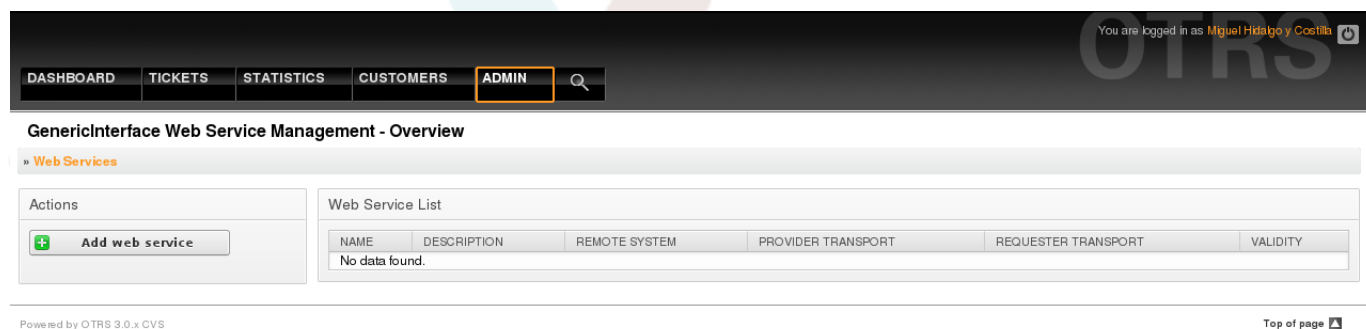 OTRS
You are logged in as Miguel Hidalgo y Costilla
DASHBOARD TICKETS STATISTICS CUSTOMERS ADMIN
GenericInterface Web Service Management - Overview
» Web Services
Actions
Add web service
Web Service List
NAME DESCRIPTION REMOTE SYSTEM PROVIDER TRANSPORT REQUESTER TRANSPORT VALIDITY
No data found.
Powered by OTRS 3.0.x CVS
Top of page